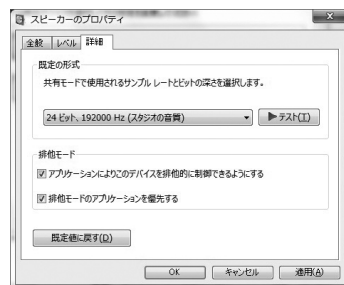 スピーカーのプロパティ
全般 レベル 詳細
既定の形式
共有モードで使用されるサンプル レートとビットの深さを選択します。
24 ビット、192000 Hz (スタジオの音質) ▶テスト(T)
排他モード
アプリケーションによりこのデバイスを排他的に制御できるようにする
排他モードのアプリケーションを優先する
既定値に戻す(D)
OK キャンセル 適用(A)